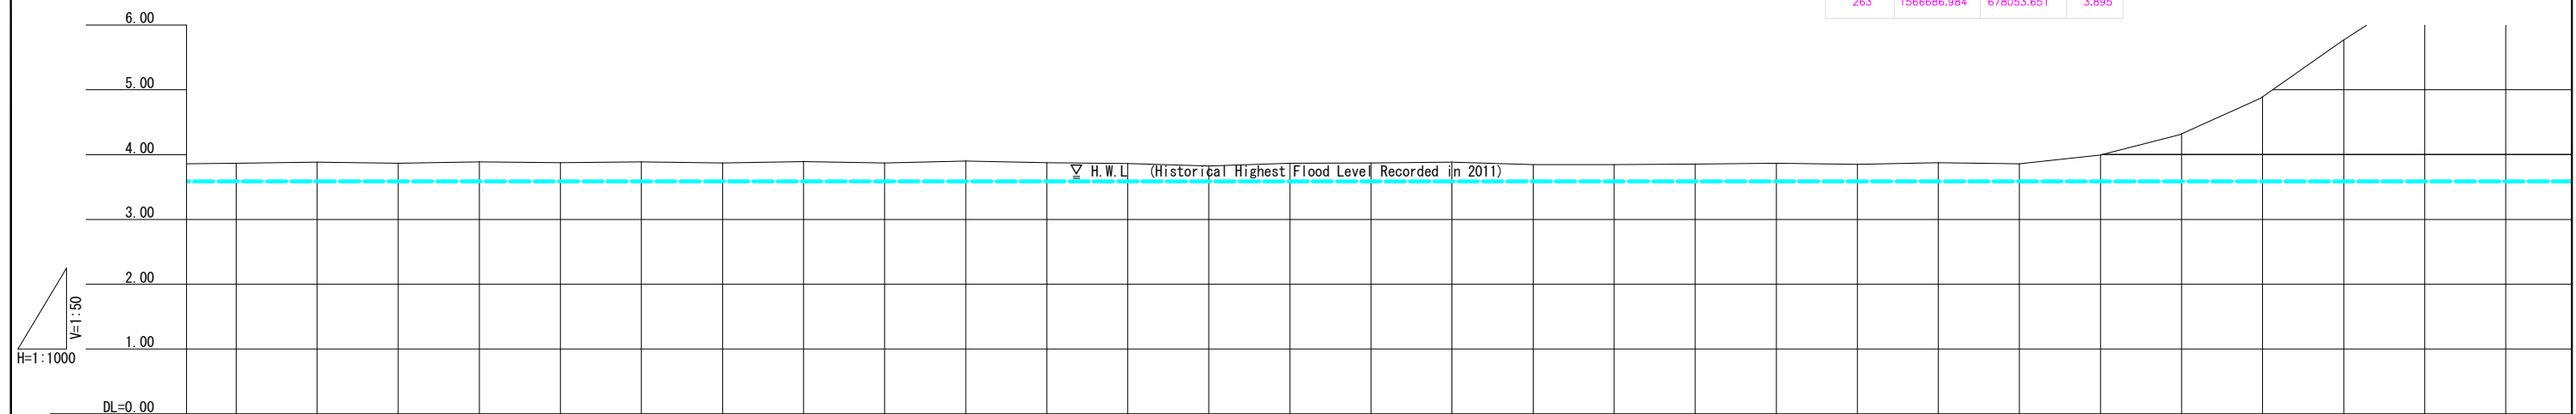 263 1566686.984 678053.651 3.895
6.00
5.00
4.00
H.W.L (Historical Highest Flood Level Recorded in 2011)
3.00
2.00
V=1:50
1.00
H=1:1000
DL=0.00